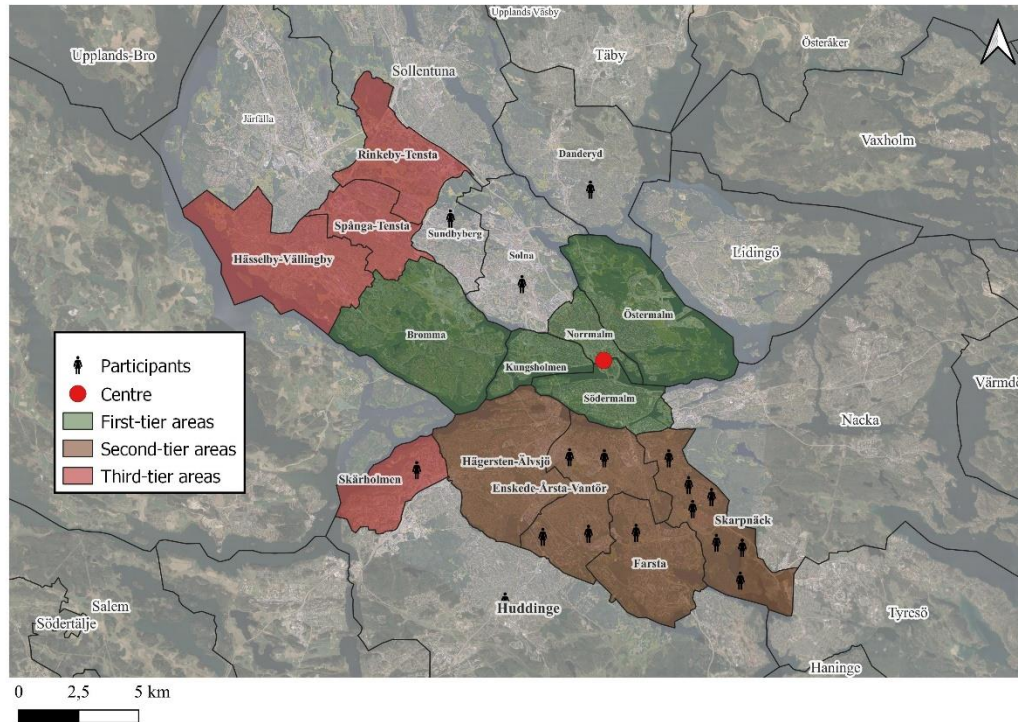 Upplands Väsby
Upplands-Bro
Österåker
Täby
Sollentuna
Järfälla
Vaxholm
Rinkeby-Tensta
Danderyd
Spånga-Tensta
Sundbyberg
Lidingö
Hässelby-Vällingby
Solna
Östermalm
Bromma
Norrmalm
Kungsholmen
Värmdö
Södermalm
Nacka
Participants
Centre
First-tier areas
Second-tier areas
Third-tier areas
Hägersten-Älvsjö
Skärholmen
Enskede-Årsta-Vantör
Skarpnäck
Farsta
Salem
Huddinge
Tyresö
Södertälje
Haninge
0 2,5 5 km